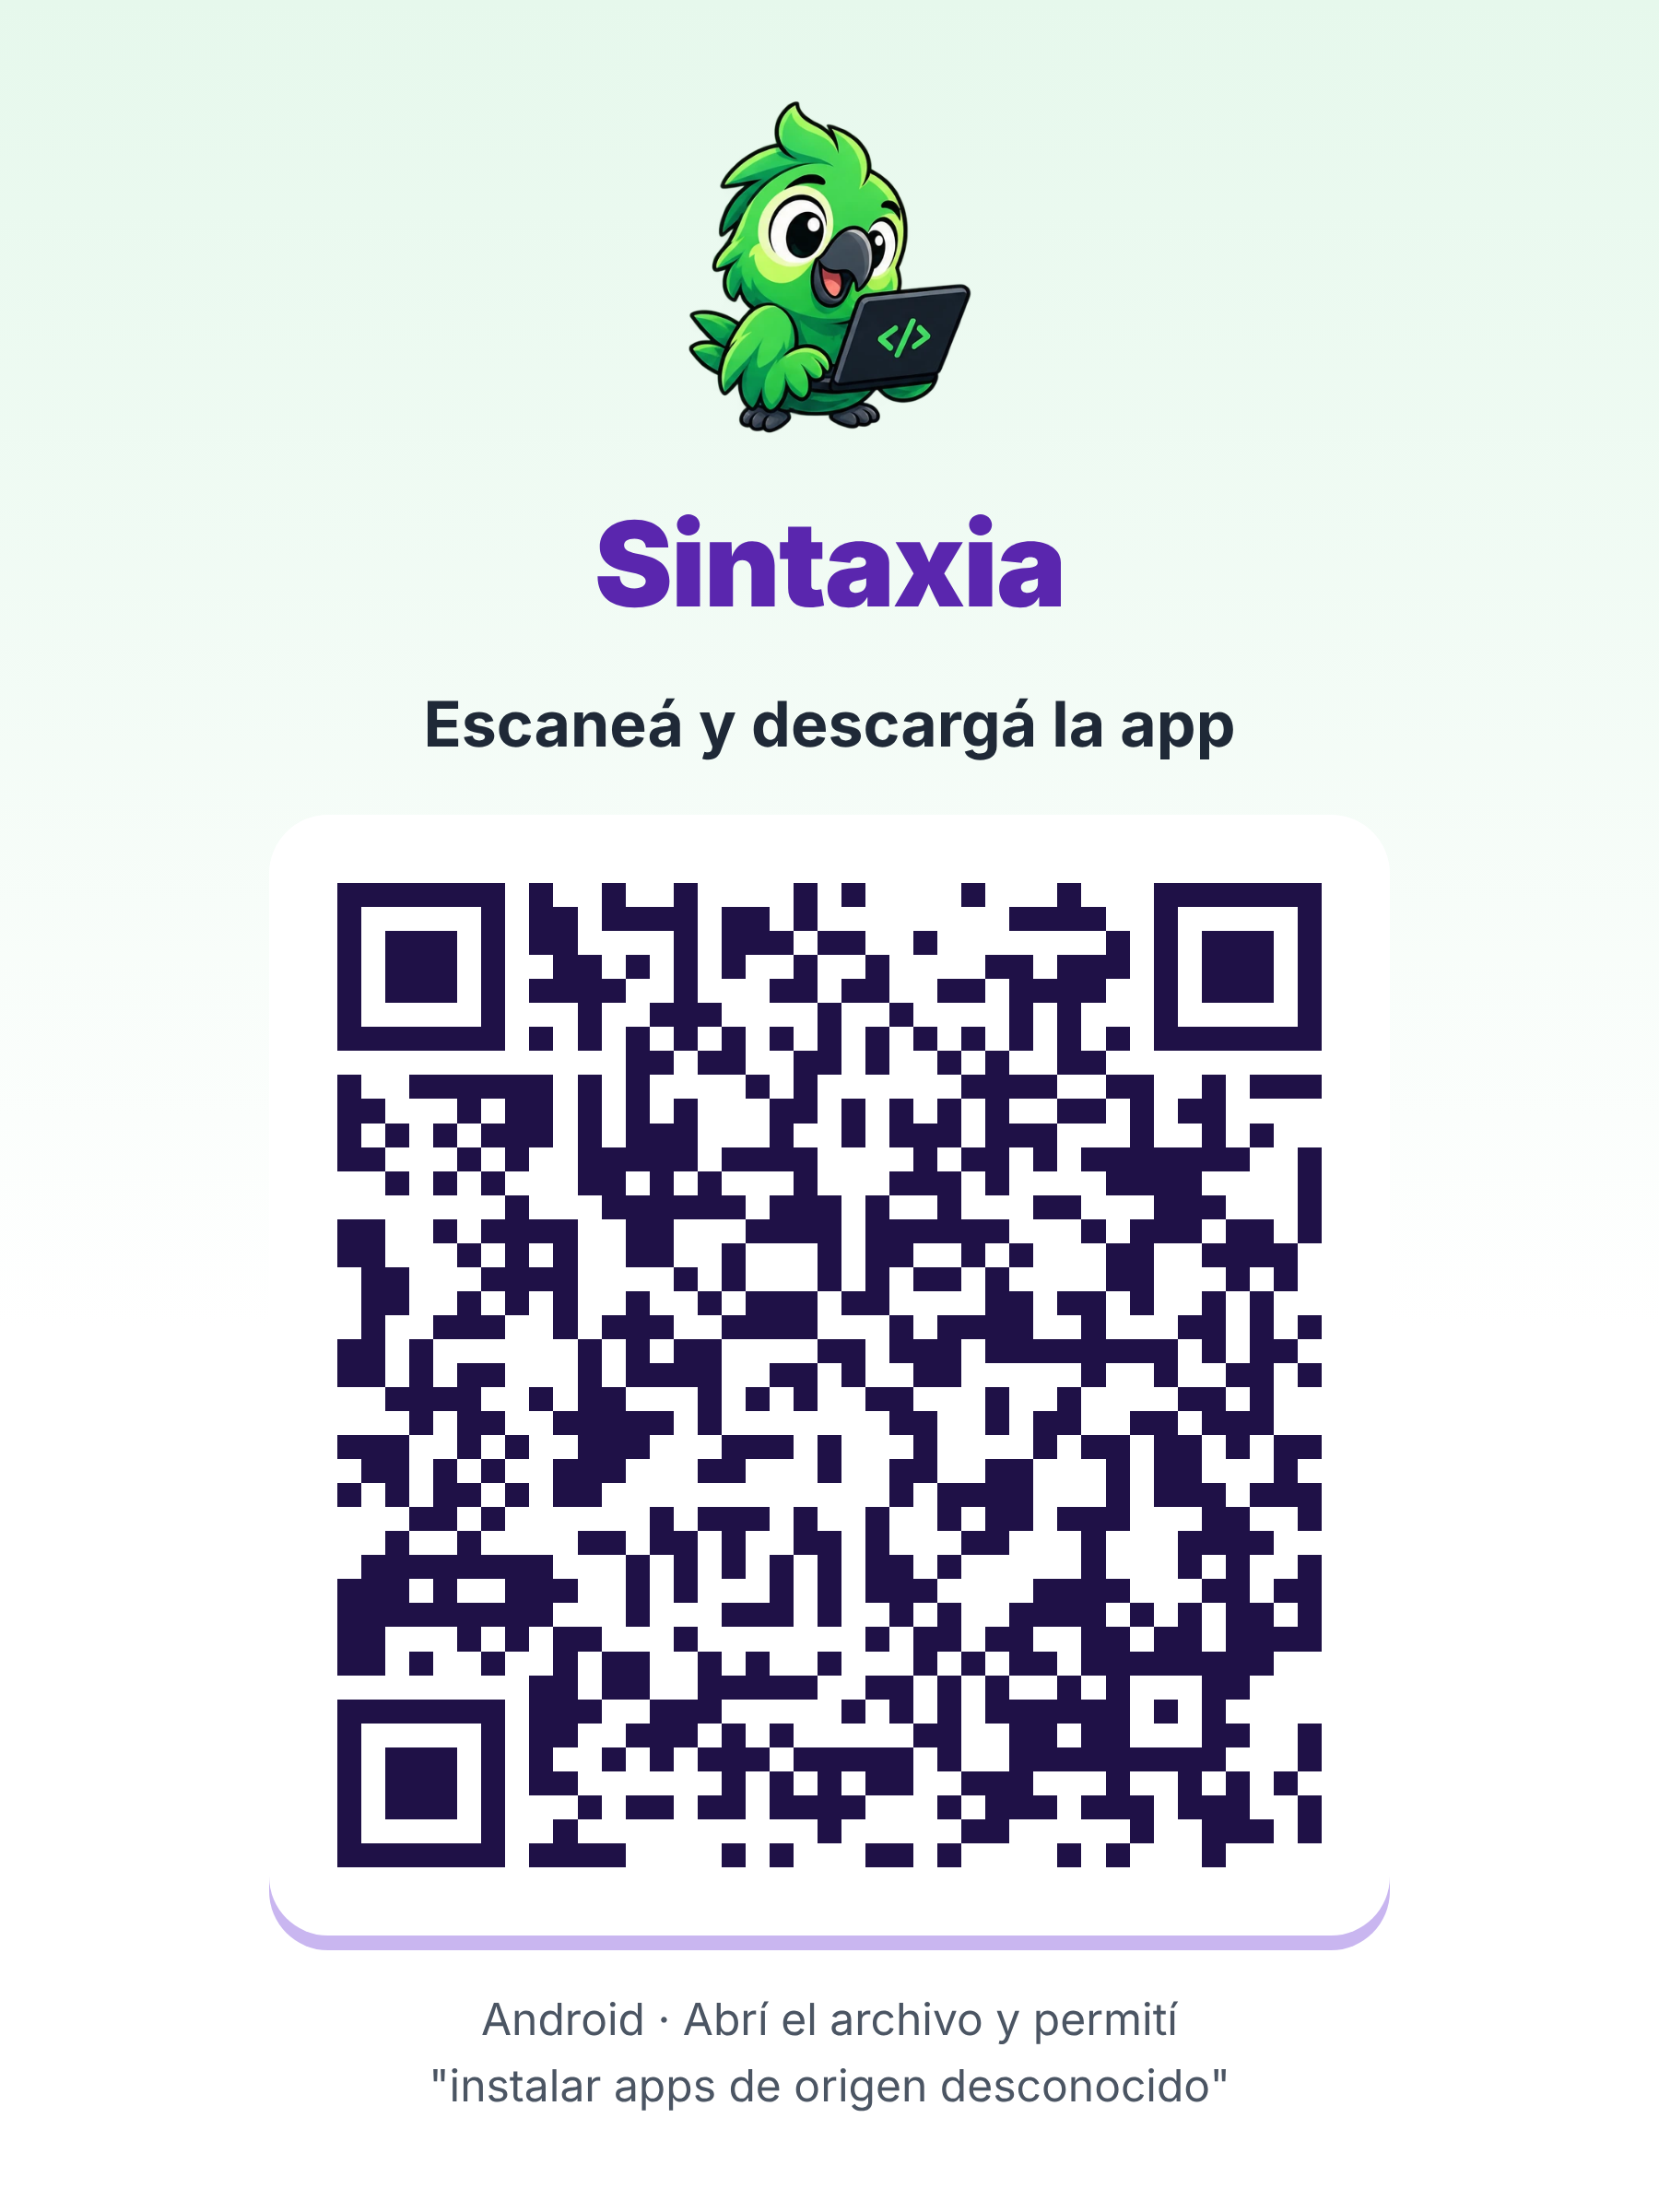 </>
Sintaxia
Escaneá y descargá la app
Android · Abrí el archivo y permití
"instalar apps de origen desconocido"